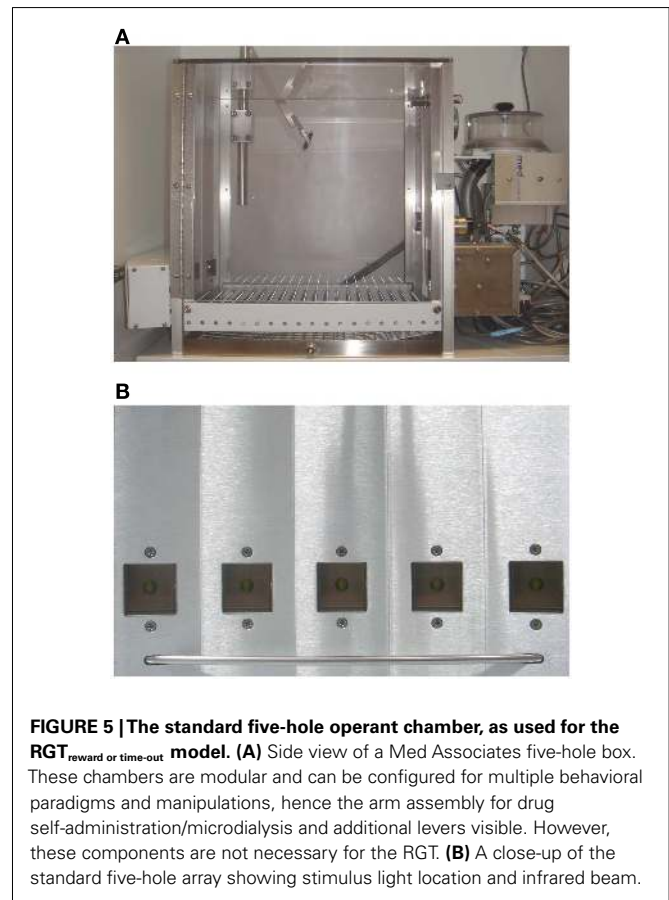 A
med
B
FIGURE 5 | The standard five-hole operant chamber, as used for the
RGTreward or time-out model. (A) Side view of a Med Associates five-hole box.
These chambers are modular and can be configured for multiple behavioral
paradigms and manipulations, hence the arm assembly for drug
self-administration/microdialysis and additional levers visible. However,
these components are not necessary for the RGT. (B) A close-up of the
standard five-hole array showing stimulus light location and infrared beam.